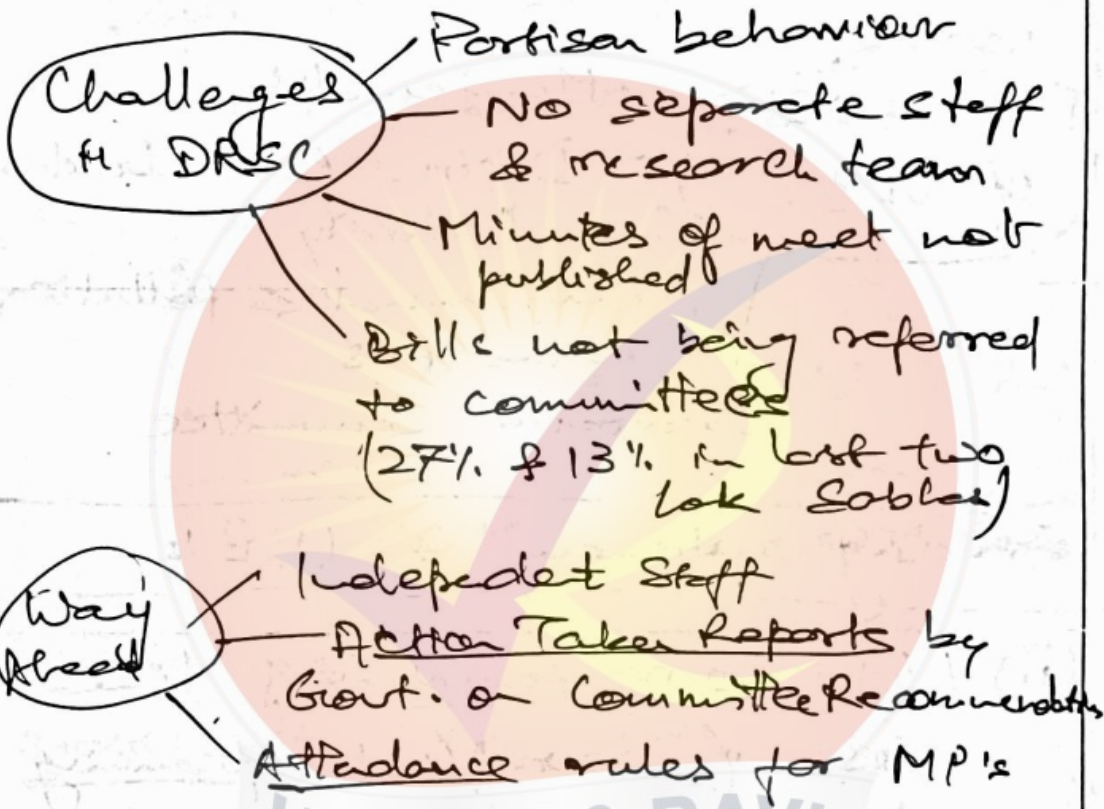 Partisan behaviour
Challenges
to DRSC
No separate staff
& research team
Minutes of meet not
published
Bills not being referred
to committees
(27% & 13% in last two
Lok Sabhas)
Way
Ahead
Independent Staff
Action Taken Reports by
Govt. on Committee Recommendations
Attendance rules for MP's